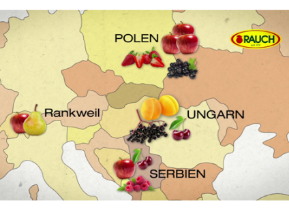 POLEN
RAUCH
Rankweil
UNGARN
SERBIEN